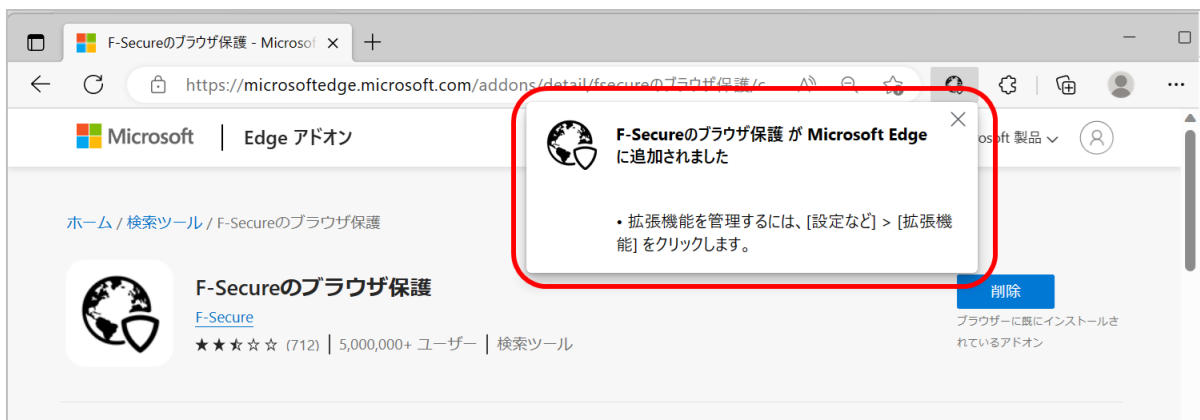 F-Secureのブラウザ保護 - Microsof
https://microsoftedge.microsoft.com/addons/detail/fsecureのブラウザ保護/c
Microsoft Edge アドオン
osoft 製品
F-Secureのブラウザ保護 が Microsoft Edge
に追加されました
• 拡張機能を管理するには、[設定など] > [拡張機
能] をクリックします。
ホーム / 検索ツール / F-Secureのブラウザ保護
F-Secureのブラウザ保護
F-Secure
(712) 5,000,000+ ユーザー 検索ツール
削除
ブラウザーに既にインストールさ
れているアドオン